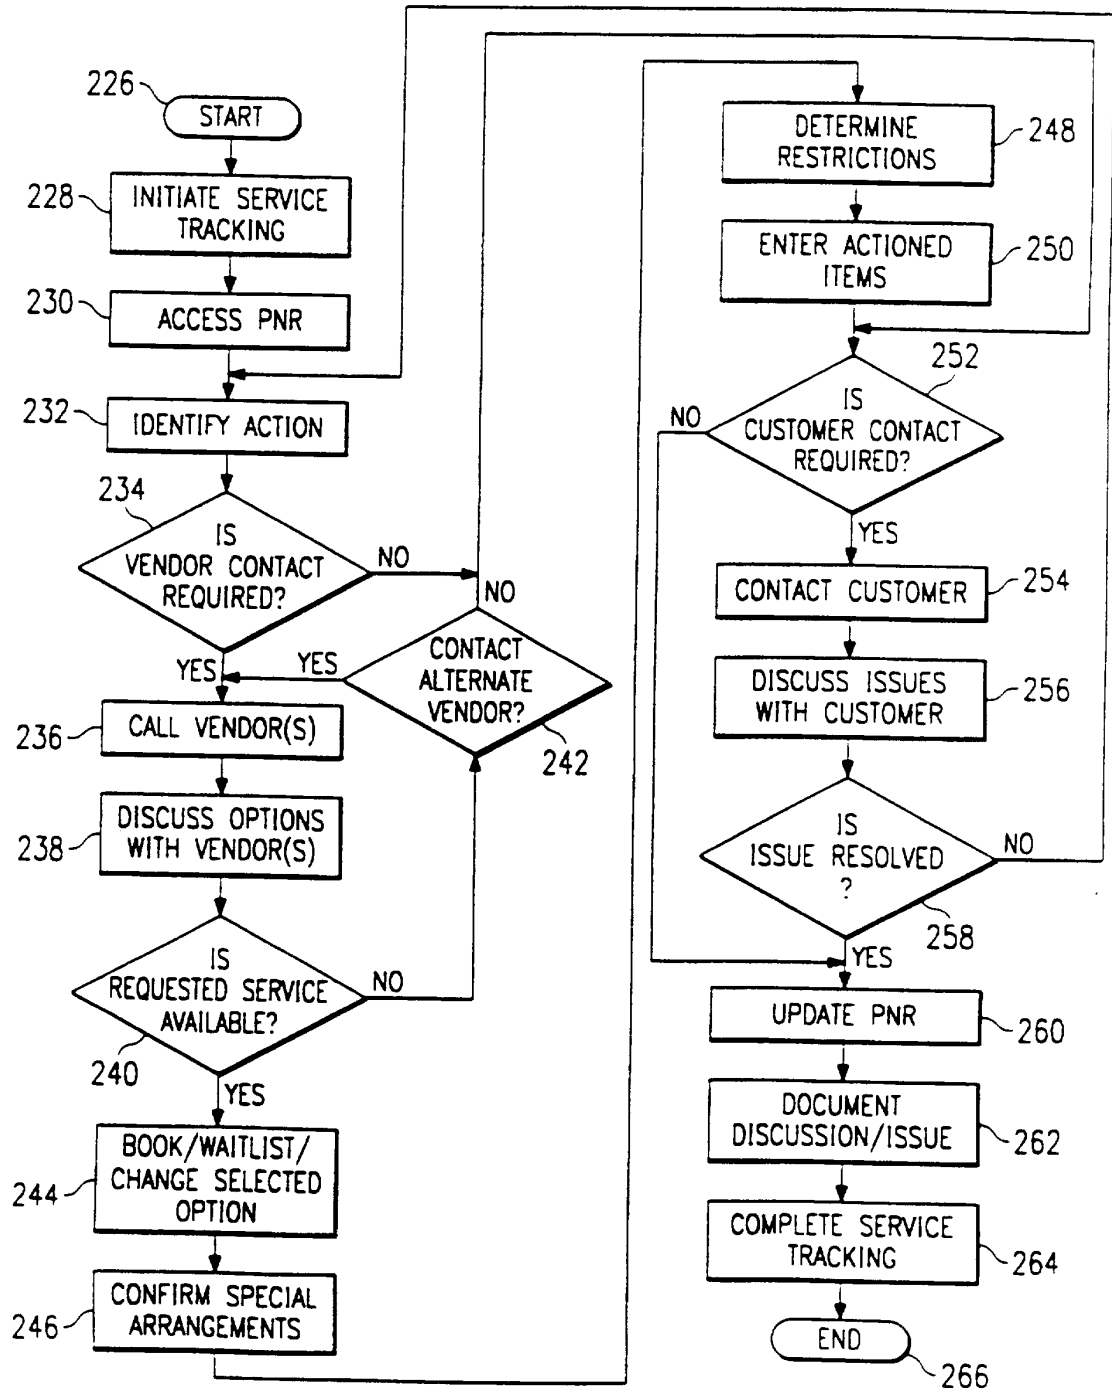 226
START
228
INITIATE SERVICE
TRACKING
230
ACCESS PNR
232
IDENTIFY ACTION
234
IS
VENDOR CONTACT
REQUIRED?
NO
YES
NO
CONTACT
ALTERNATE
VENDOR?
YES
242
236
CALL VENDOR(S)
238
DISCUSS OPTIONS
WITH VENDOR(S)
IS
REQUESTED SERVICE
AVAILABLE?
NO
240
YES
244
BOOK/WAITLIST/
CHANGE SELECTED
OPTION
246
CONFIRM SPECIAL
ARRANGEMENTS
DETERMINE
RESTRICTIONS
248
ENTER ACTIONED
ITEMS
250
252
IS
CUSTOMER CONTACT
REQUIRED?
NO
YES
CONTACT CUSTOMER
254
DISCUSS ISSUES
WITH CUSTOMER
256
IS
ISSUE RESOLVED
?
NO
258
YES
UPDATE PNR
260
DOCUMENT
DISCUSSION/ISSUE
262
COMPLETE SERVICE
TRACKING
264
END
266